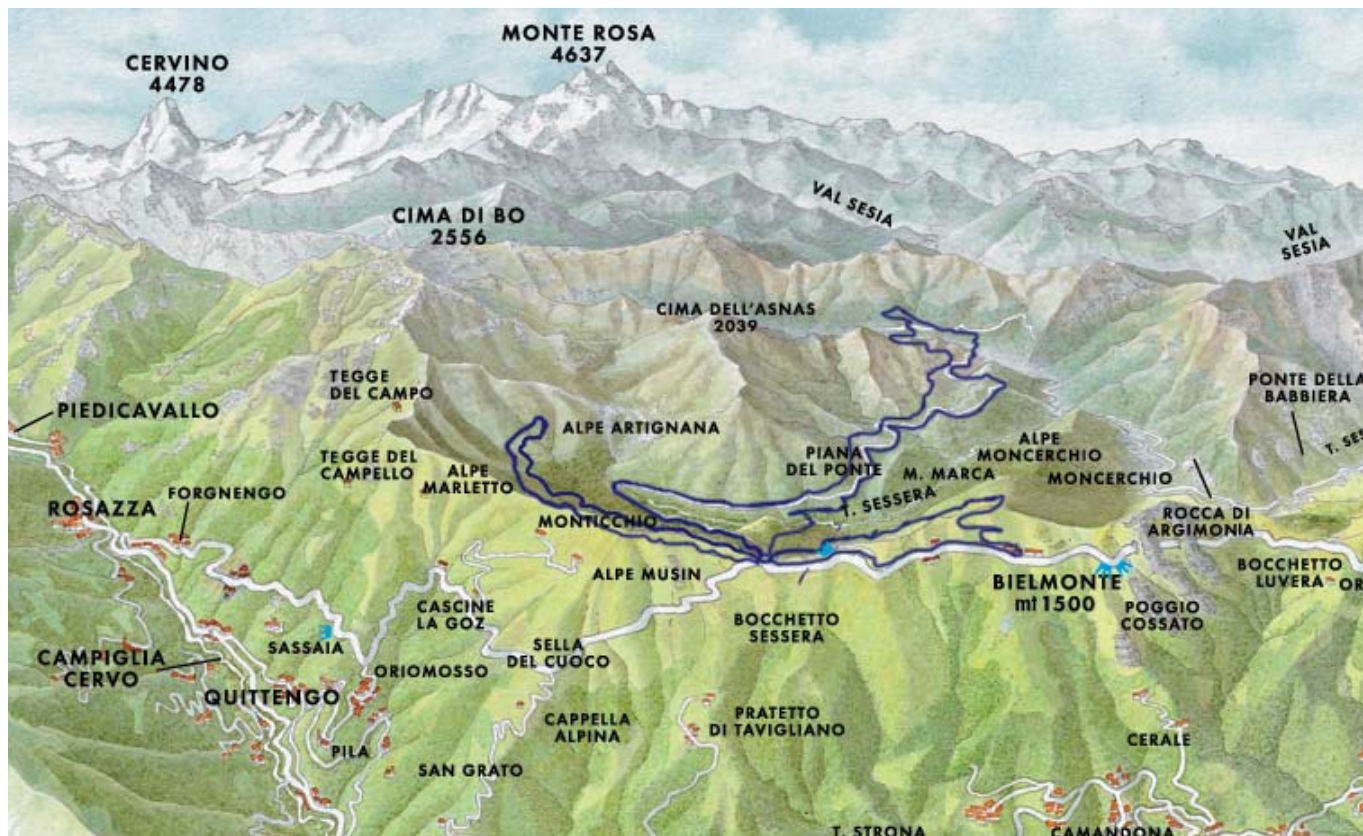 MONTE ROSA
4637
CERVINO
4478
VAL SESIA
CIMA DI BO
2556
VAL
SESIA
CIMA DELL'ASNAS
2039
TEGGE
DEL CAMPO
PONTE DELLA
BABBIERA
PIEDICAVALLO
ALPE ARTIGNANA
TEGGE DEL
CAMPELLO
ALPE
MARLETTO
PIANA
DEL PONTE
M. MARCA
ALPE
MONCERCHIO
MONCERCHIO
FORGNENGO
ROSAZZA
MONTICCHIO
T. SESSERA
ROCCA DI
ARGIMONIA
ALPE MUSIN
BIELMONTE
mt 1500
BOCCHETTO
LUVERA
CASCINE
LA GOZ
BOCCHETTO
SESSERA
POGGIO
COSSATO
SASSAIA
SELLA
DEL CUOCO
CAMPIGLIA
CERVO
ORIOMOSSO
QUITTENGO
CAPPELLA
ALPINA
PRATETTO
DI TAVIGLIANO
CERALE
PILA
SAN GRATO
T. STRONA
CAMANDONA